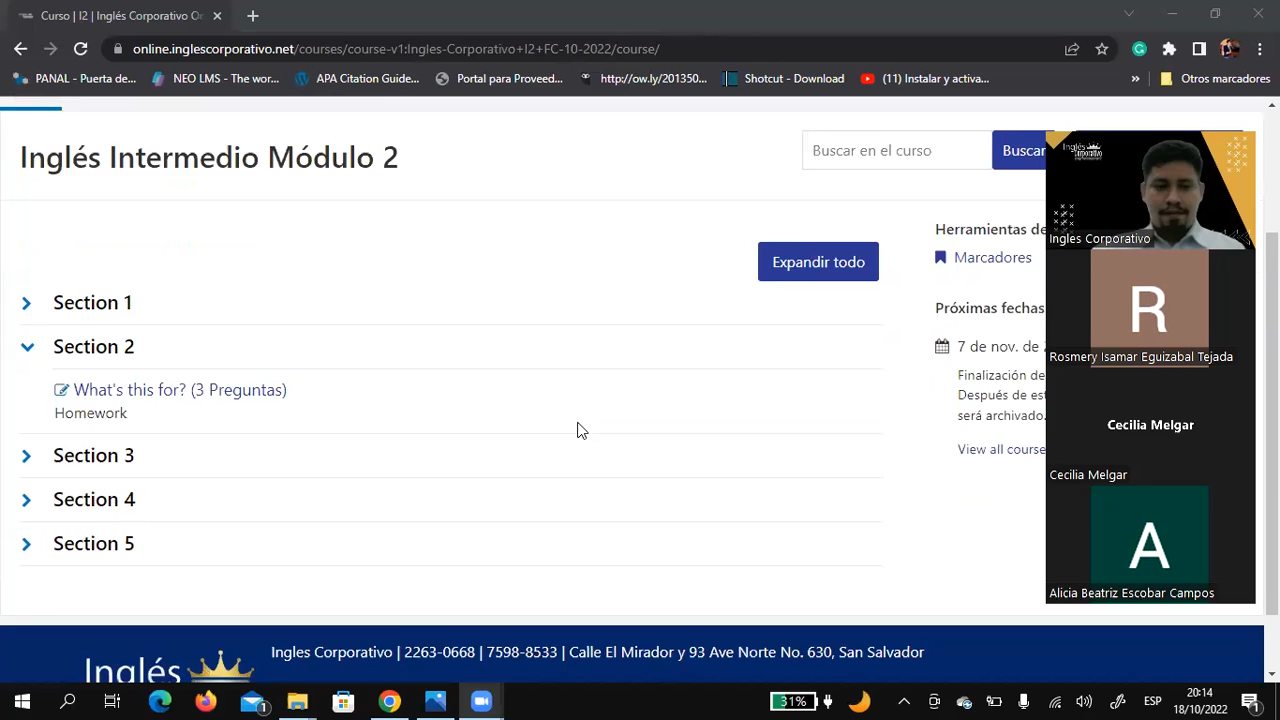 Curso | I2 | Inglés Corporativo Or
online.inglescorporativo.net/courses/course-v1:Ingles-Corporativo+I2+FC-10-2022/course/
PANAL - Puerta de...
NEO LMS - The wor...
APA Citation Guide...
Portal para Proveed...
http://ow.ly/201350...
Shotcut - Download
(11) Instalar y activa...
»
Otros marcadores
Inglés Intermedio Módulo 2
Buscar en el curso
Buscar
Expandir todo
Section 1
Section 2
What's this for? (3 Preguntas)
Homework
Section 3
Section 4
Section 5
Herramientas de
Marcadores
Próximas fechas
7 de nov. de
Finalización de
Después de est
será archivado.
View all course
Inglés Corporativo
Ingles Corporativo
R
Rosmery Isamar Eguizabal Tejada
Cecilia Melgar
Cecilia Melgar
A
Alicia Beatriz Escobar Campos
Inglés
Ingles Corporativo | 2263-0668 | 7598-8533 | Calle El Mirador y 93 Ave Norte No. 630, San Salvador
1
31%
ESP
20:14
18/10/2022
1